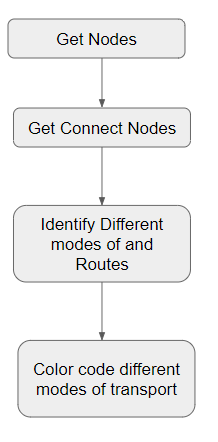 Get Nodes
Get Connect Nodes
Identify Different
modes of and
Routes
Color code different
modes of transport